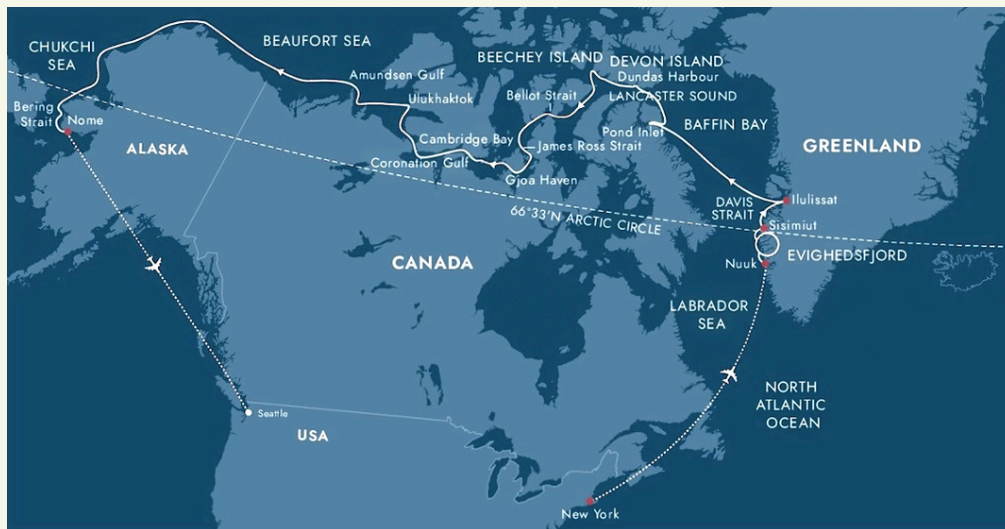 CHUKCHI
SEA
BEAUFORT SEA
BEECHEY ISLAND
DEVON ISLAND
Dundas Harbour
Amundsen Gulf
Bellot Strait
LANCASTER SOUND
Ulukhaktok
Bering
Strait
Nome
Pond Inlet
BAFFIN BAY
Cambridge Bay
James Ross Strait
ALASKA
GREENLAND
Coronation Gulf
Gjoa Haven
Ilulissat
DAVIS
STRAIT
66°33'N ARCTIC CIRCLE
Sisimiut
CANADA
Nuuk
EVIGHEDSFJORD
LABRADOR
SEA
NORTH
ATLANTIC
OCEAN
Seattle
USA
New York